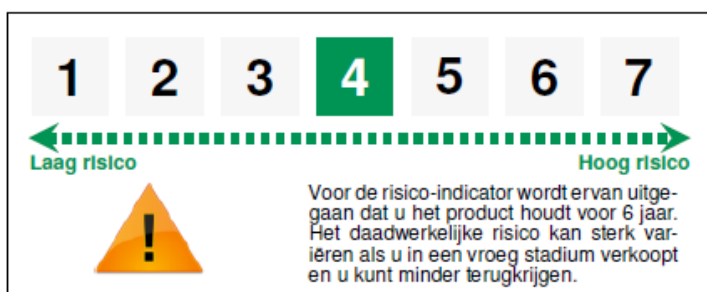 1 2 3 4 5 6 7
Laag risico Hoog risico
!
Voor de risico-indicator wordt ervan uitge-
gaan dat u het product houdt voor 6 jaar.
Het daadwerkelijke risico kan sterk var-
iëren als u in een vroeg stadium verkoopt
en u kunt minder terugkrijgen.